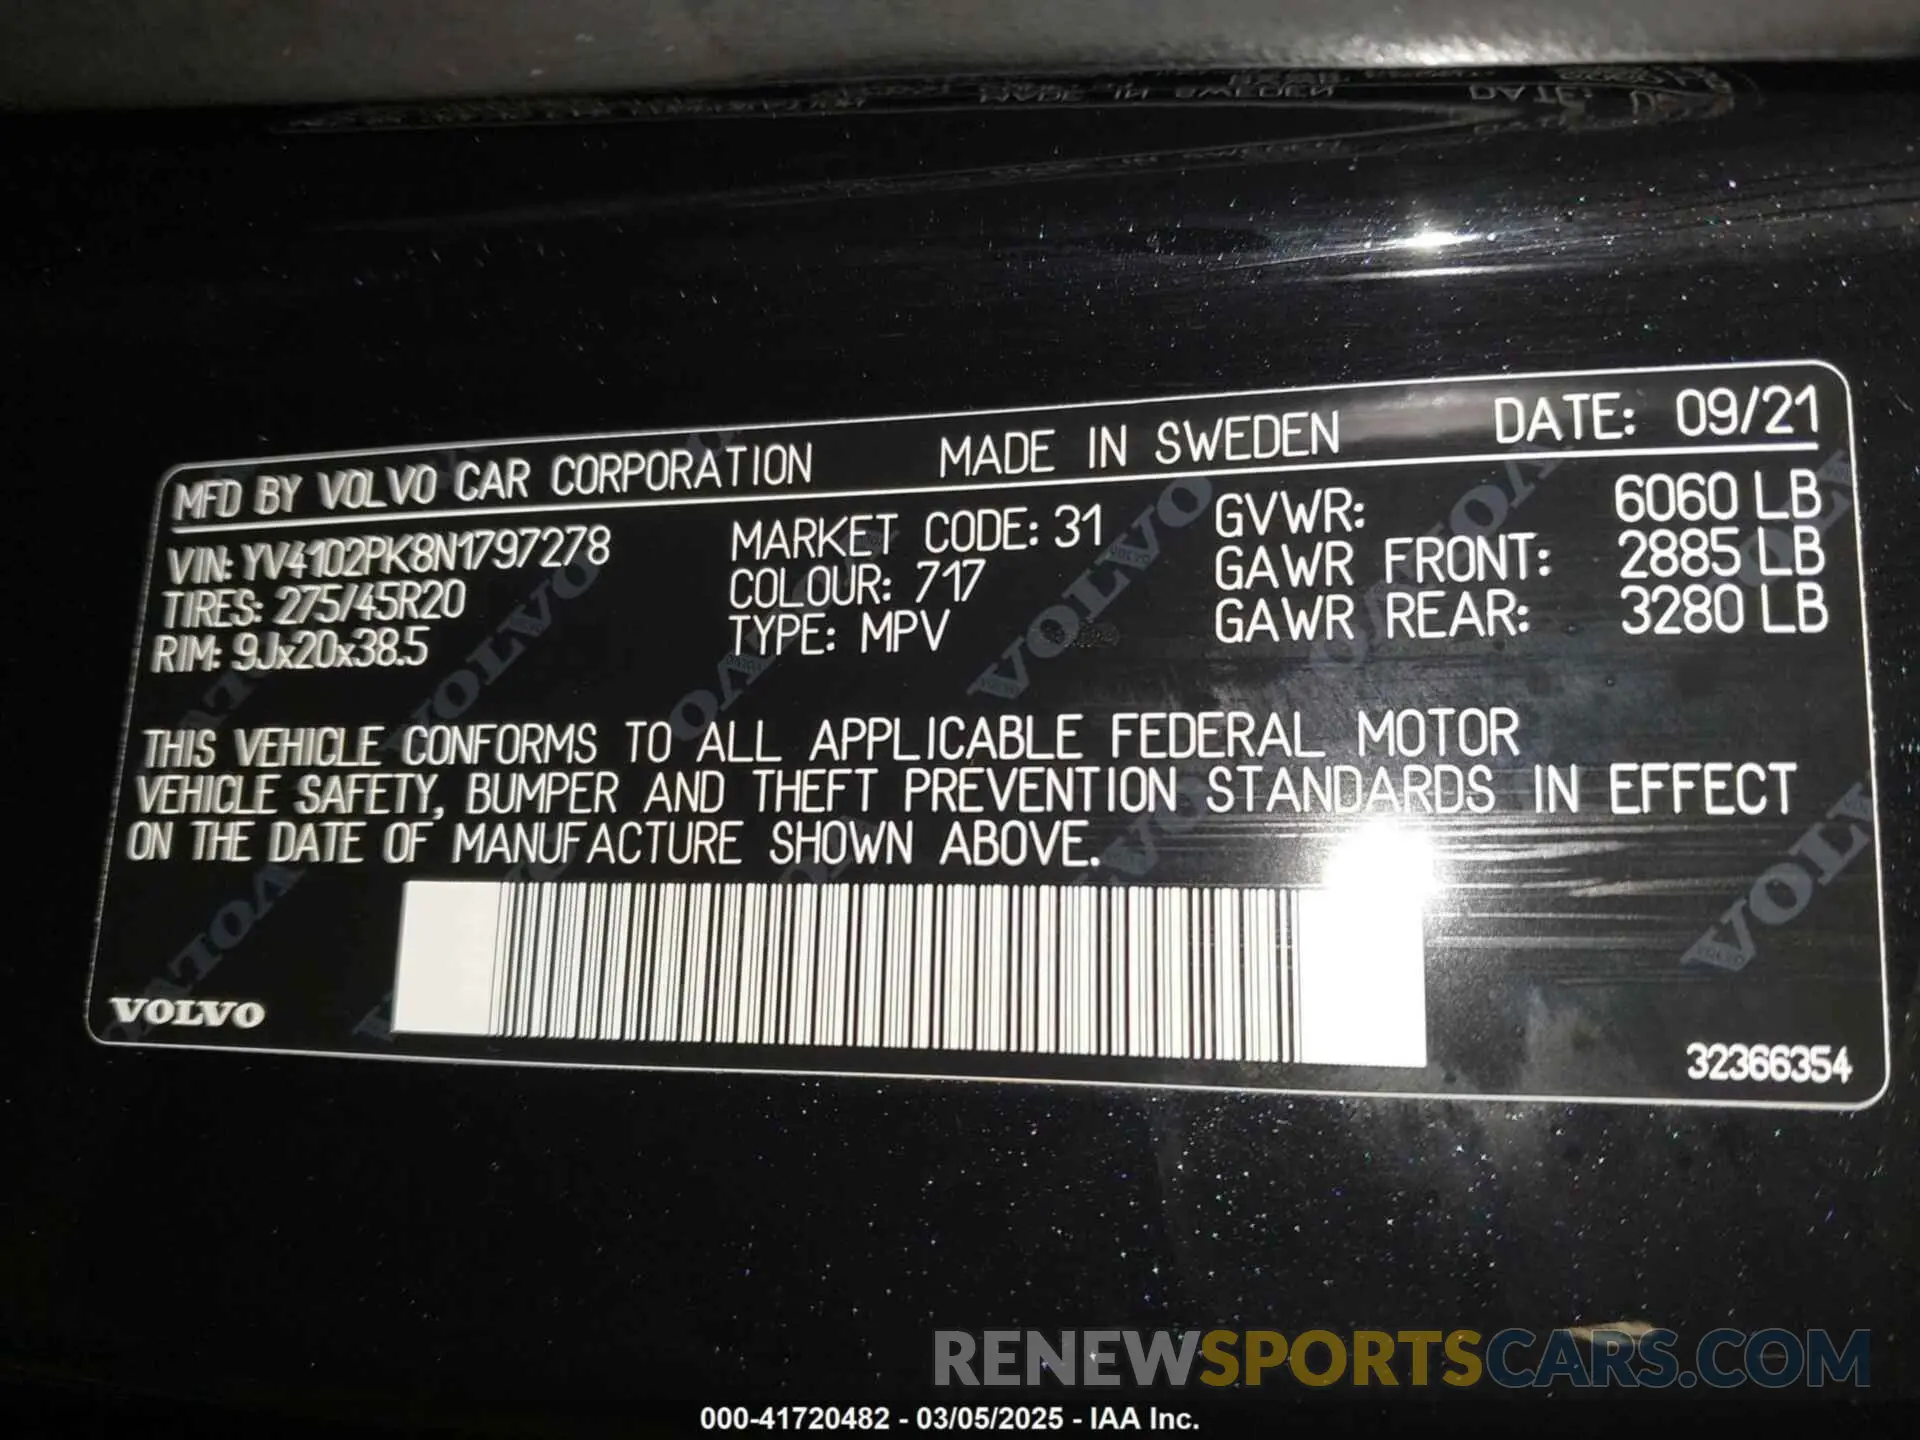 MFD BY VOLVO CAR CORPORATION MADE IN SWEDEN DATE: 09/21
VIN: YV4102PK8N1797278 MARKET CODE: 31 GVWR: 6060 LB
TIRES: 275/45R20 COLOUR: 717 GAWR FRONT: 2885 LB
RIM: 9Jx20x38.5 TYPE: MPV GAWR REAR: 3280 LB
THIS VEHICLE CONFORMS TO ALL APPLICABLE FEDERAL MOTOR
VEHICLE SAFETY, BUMPER AND THEFT PREVENTION STANDARDS IN EFFECT
ON THE DATE OF MANUFACTURE SHOWN ABOVE.
VOLVO
32366354
RENEWSPORTSCARS.COM
000-41720482 - 03/05/2025 - IAA Inc.